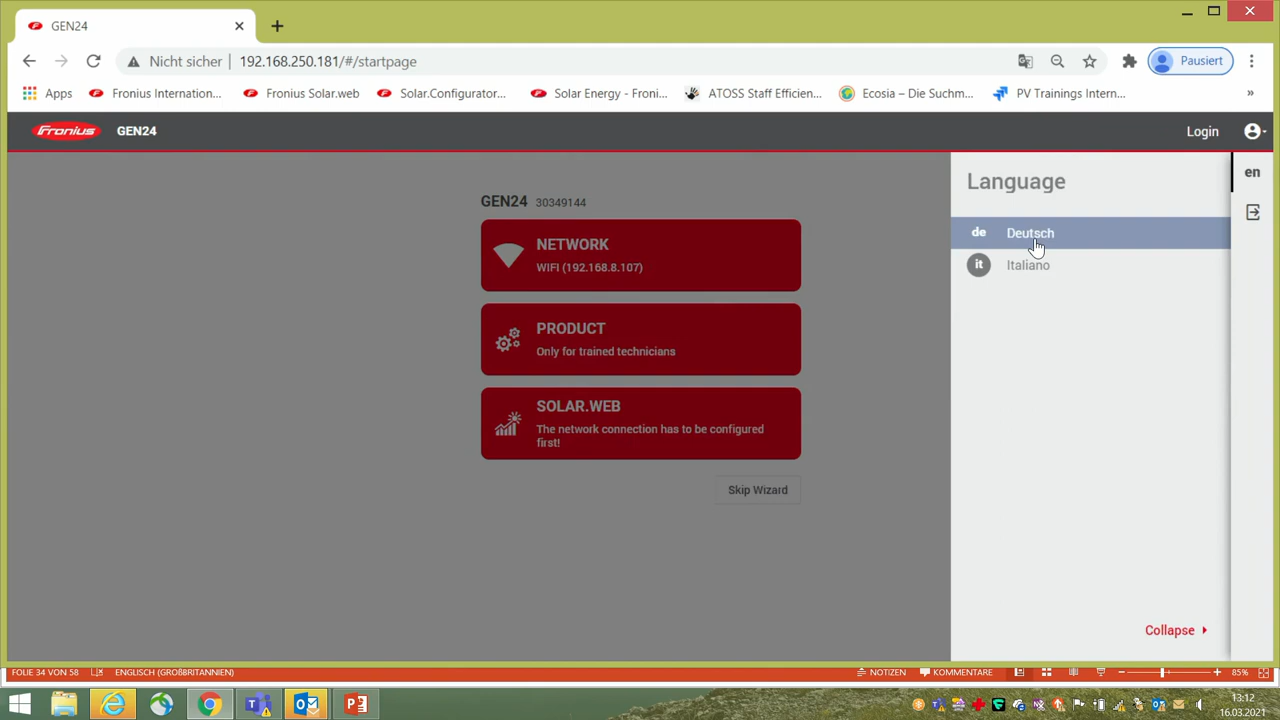 GEN24
Nicht sicher
192.168.250.181/#/startpage
Pausiert
Apps
Fronius Internation...
Fronius Solar.web
Solar.Configurator...
Solar Energy - Froni...
ATOSS Staff Efficien...
Ecosia – Die Suchm...
PV Trainings Intern...
»
Fronius
GEN24
Login
GEN24 30349144
NETWORK
WIFI (192.168.8.107)
PRODUCT
Only for trained technicians
SOLAR.WEB
The network connection has to be configured
first!
Skip Wizard
Language
de Deutsch
it Italiano
Collapse
en
FOLIE 34 VON 58
ENGLISCH (GROßBRITANNIEN)
NOTIZEN
KOMMENTARE
85%
13:12
16.03.2021